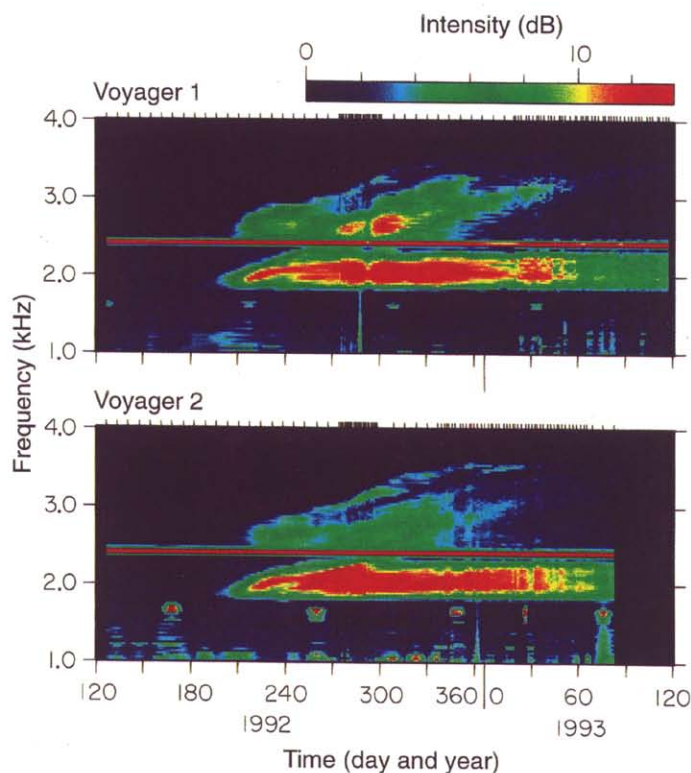 Intensity (dB)
0 10
Voyager 1
4.0
3.0
2.0
1.0
Frequency (kHz)
Voyager 2
4.0
3.0
2.0
1.0
120 180 240 300 360 0 60 120
1992 1993
Time (day and year)